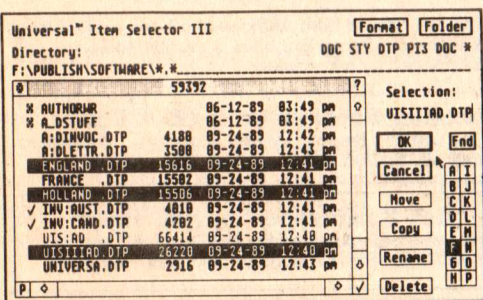 Universal™ Item Selector III Format Folder
Directory: DOC STY DTP PI3 DOC *
F:\PUBLISH\SOFTWARE\*.*
59392 ?
Selection:
UISIIIAD.DTP
AUTHORWR 06-12-89 03:49 pm
A_DSTUFF 06-12-89 03:49 pm
A:DINVOC.DTP 4180 09-24-89 12:42 pm
A:DLETTR.DTP 3500 09-24-89 12:43 pm
ENGLAND .DTP 15616 09-24-89 12:41 pm
FRANCE .DTP 15502 09-24-89 12:41 pm
HOLLAND .DTP 15506 09-24-89 12:41 pm
✓ INV:AUST.DTP 4010 09-24-89 12:41 pm
✓ INV:CAND.DTP 4202 09-24-89 12:41 pm
UIS:AD .DTP 66414 09-24-89 12:40 pm
UISIIIAD.DTP 26220 09-24-89 12:40 pm
UNIVERSA.DTP 2916 09-24-89 12:43 pm
P ✓
OK Fnd
Cancel
Move
Copy
Rename
Delete
A I
B J
C K
D L
E M
F N
G O
H P